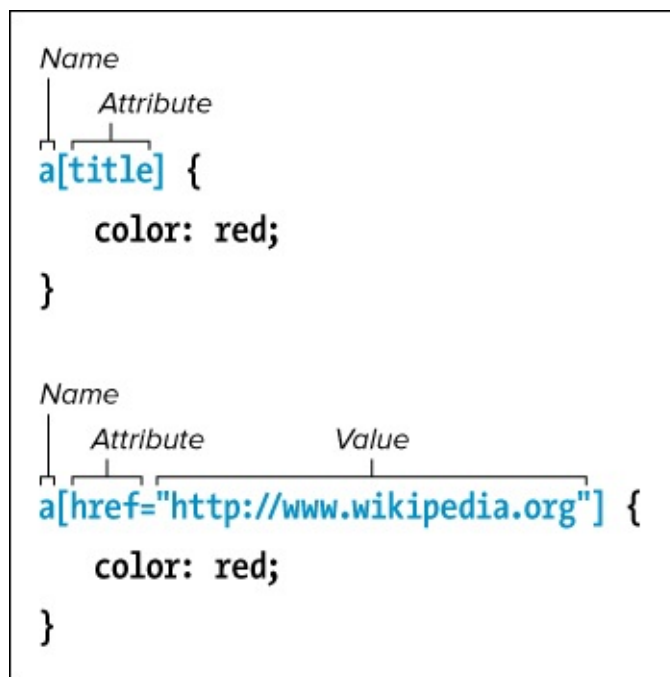 Name
Attribute
a[title] {
color: red;
}
Name
Attribute Value
a[href="http://www.wikipedia.org"] {
color: red;
}